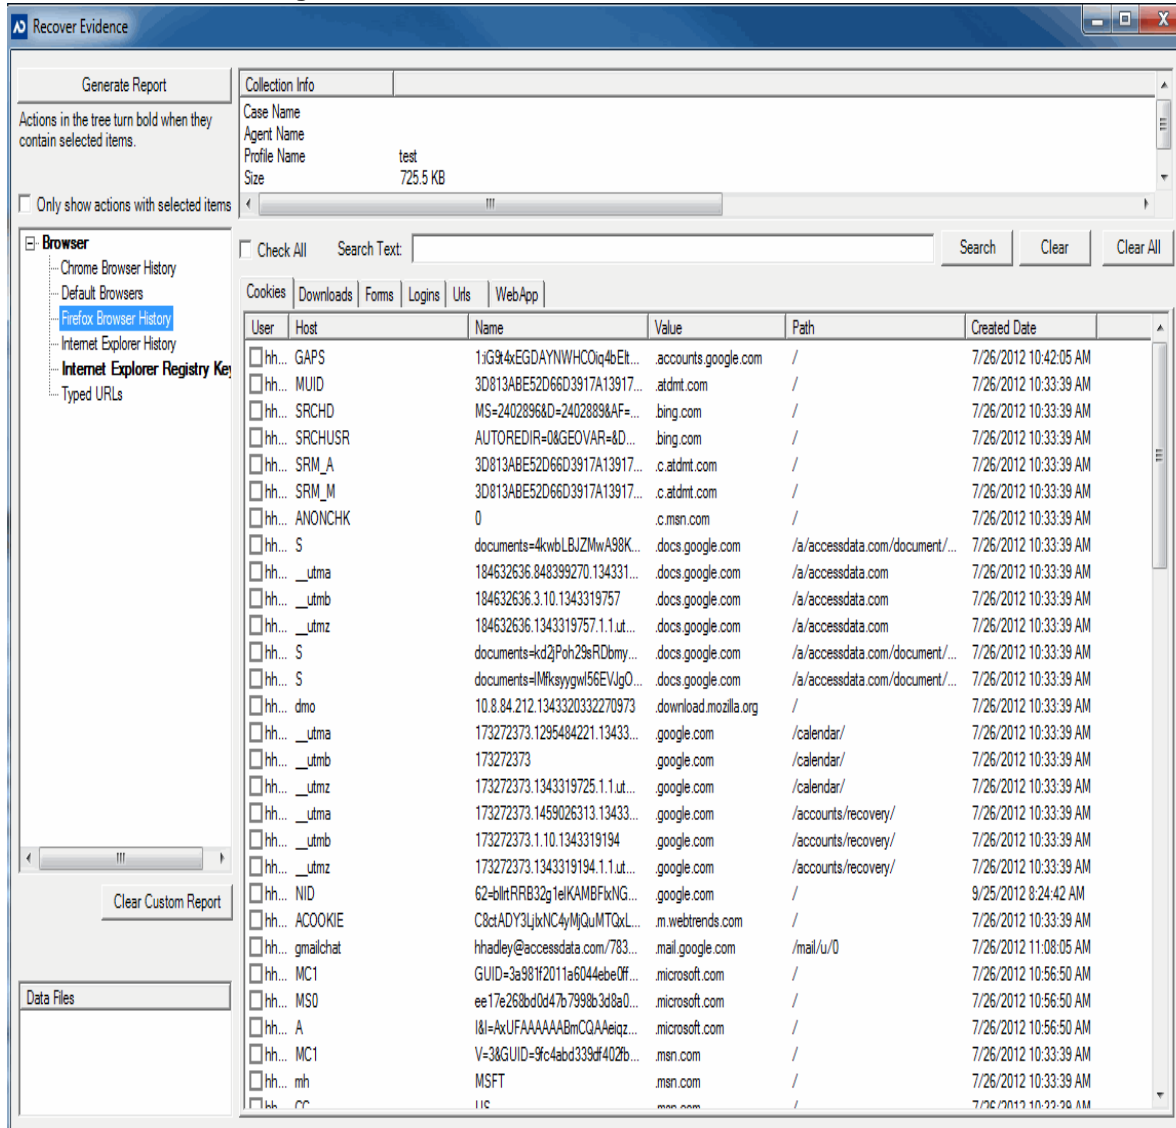 Recover Evidence
Generate Report
Actions in the tree turn bold when they
contain selected items.
Only show actions with selected items
Collection Info
Case Name
Agent Name
Profile Name test
Size 725.5 KB
Browser
Chrome Browser History
Default Browsers
Firefox Browser History
Internet Explorer History
Internet Explorer Registry Key
Typed URLs
Clear Custom Report
Data Files
Check All Search Text: Search Clear Clear All
Cookies Downloads Forms Logins Urls WebApp
User Host Name Value Path Created Date
hh... GAPS 1:iG9t4xEGDAYNWHCOiq4bElt... .accounts.google.com / 7/26/2012 10:42:05 AM
hh... MUID 3D813ABE52D66D3917A13917... .atdmt.com / 7/26/2012 10:33:39 AM
hh... SRCHD MS=2402896&D=2402889&AF=... .bing.com / 7/26/2012 10:33:39 AM
hh... SRCHUSR AUTOREDIR=0&GEOVAR=&D... .bing.com / 7/26/2012 10:33:39 AM
hh... SRM_A 3D813ABE52D66D3917A13917... .c.atdmt.com / 7/26/2012 10:33:39 AM
hh... SRM_M 3D813ABE52D66D3917A13917... .c.atdmt.com / 7/26/2012 10:33:39 AM
hh... ANONCHK 0 .c.msn.com / 7/26/2012 10:33:39 AM
hh... S documents=4kwbLBJZMwA98K... .docs.google.com /a/accessdata.com/document/... 7/26/2012 10:33:39 AM
hh... __utma 184632636.848399270.134331... .docs.google.com /a/accessdata.com 7/26/2012 10:33:39 AM
hh... __utmb 184632636.3.10.1343319757 .docs.google.com /a/accessdata.com 7/26/2012 10:33:39 AM
hh... __utmz 184632636.1343319757.1.1.ut... .docs.google.com /a/accessdata.com 7/26/2012 10:33:39 AM
hh... S documents=kd2jPoh29sRDbmy... .docs.google.com /a/accessdata.com/document/... 7/26/2012 10:33:39 AM
hh... S documents=lMfksyygwl56EVJgO... .docs.google.com /a/accessdata.com/document/... 7/26/2012 10:33:39 AM
hh... dmo 10.8.84.212.1343320332270973 .download.mozilla.org / 7/26/2012 10:33:39 AM
hh... __utma 173272373.1295484221.13433... .google.com /calendar/ 7/26/2012 10:33:39 AM
hh... __utmb 173272373 .google.com /calendar/ 7/26/2012 10:33:39 AM
hh... __utmz 173272373.1343319725.1.1.ut... .google.com /calendar/ 7/26/2012 10:33:39 AM
hh... __utma 173272373.1459026313.13433... .google.com /accounts/recovery/ 7/26/2012 10:33:39 AM
hh... __utmb 173272373.1.10.1343319194 .google.com /accounts/recovery/ 7/26/2012 10:33:39 AM
hh... __utmz 173272373.1343319194.1.1.ut... .google.com /accounts/recovery/ 7/26/2012 10:33:39 AM
hh... NID 62=bllrtRRB32g1elKAMBFlxNG... .google.com / 9/25/2012 8:24:42 AM
hh... ACOOKIE C8ctADY3LjIxNC4yMjQuMTQxL... .m.webtrends.com / 7/26/2012 10:33:39 AM
hh... gmailchat hhadley@accessdata.com/783... .mail.google.com /mail/u/0 7/26/2012 11:08:05 AM
hh... MC1 GUID=3a981f2011a6044ebe0ff... .microsoft.com / 7/26/2012 10:56:50 AM
hh... MS0 ee17e268bd0d47b7998b3d8a0... .microsoft.com / 7/26/2012 10:56:50 AM
hh... A I&I=AxUFAAAAAABmCQAAeiqz... .microsoft.com / 7/26/2012 10:56:50 AM
hh... MC1 V=3&GUID=9fc4abd339df402fb... .msn.com / 7/26/2012 10:33:39 AM
hh... mh MSFT .msn.com / 7/26/2012 10:33:39 AM
hh... CC US .msn.com / 7/26/2012 10:33:39 AM